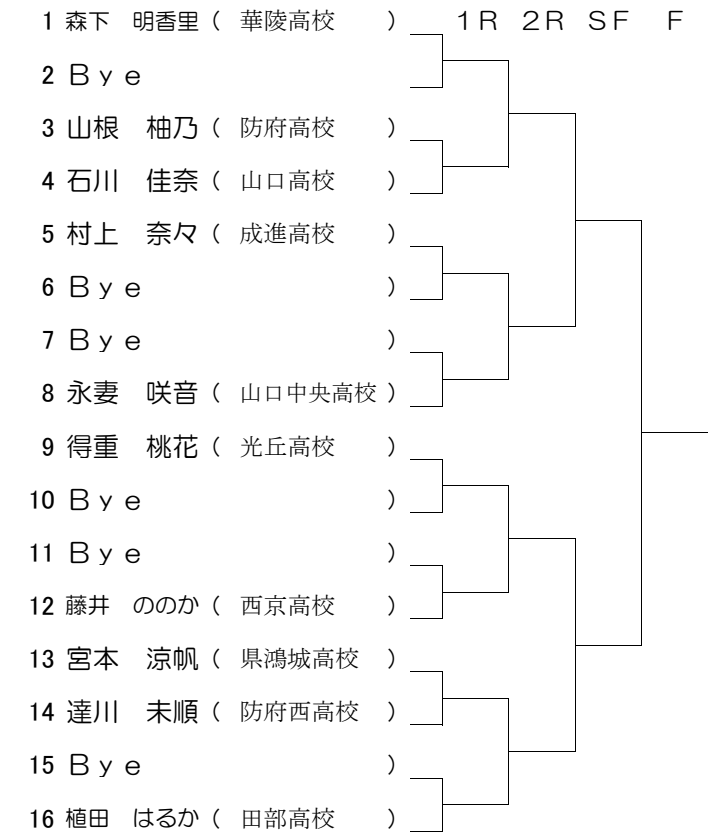 1 森下　明香里 （ 華陵高校 ） １Ｒ ２Ｒ ＳＦ Ｆ
2 Ｂｙｅ
3 山根　柚乃 （ 防府高校 ）
4 石川　佳奈 （ 山口高校 ）
5 村上　奈々 （ 成進高校 ）
6 Ｂｙｅ ）
7 Ｂｙｅ ）
8 永妻　咲音 （ 山口中央高校 ）
9 得重　桃花 （ 光丘高校 ）
10 Ｂｙｅ ）
11 Ｂｙｅ ）
12 藤井　ののか （ 西京高校 ）
13 宮本　涼帆 （ 県鴻城高校 ）
14 達川　未順 （ 防府西高校 ）
15 Ｂｙｅ ）
16 植田　はるか （ 田部高校 ）